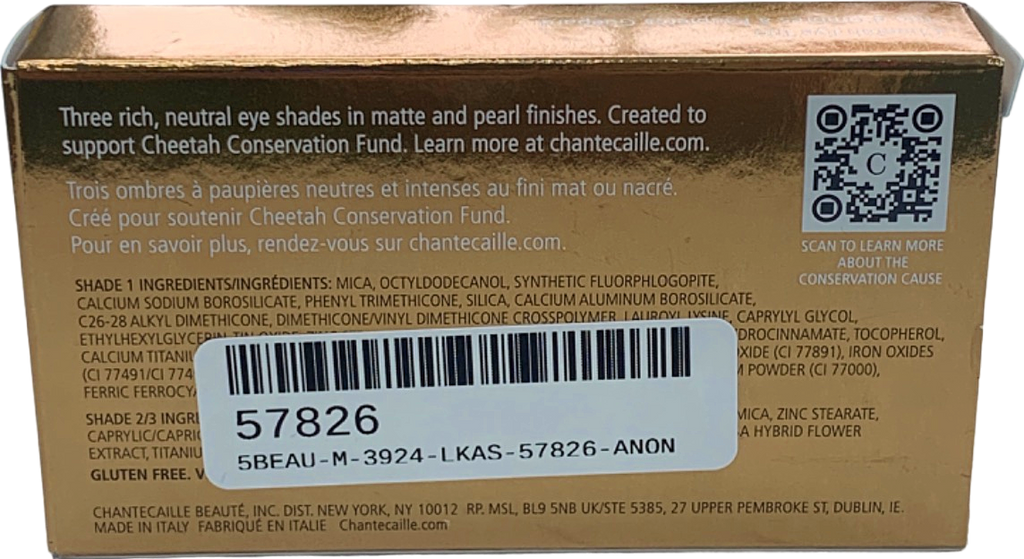 Three rich, neutral eye shades in matte and pearl finishes. Created to
support Cheetah Conservation Fund. Learn more at chantecaille.com.
Trois ombres à paupières neutres et intenses au fini mat ou nacré.
Créé pour soutenir Cheetah Conservation Fund.
Pour en savoir plus, rendez-vous sur chantecaille.com.
C
SCAN TO LEARN MORE
ABOUT THE
CONSERVATION CAUSE
SHADE 1 INGREDIENTS/INGRÉDIENTS: MICA, OCTYLDODECANOL, SYNTHETIC FLUORPHLOGOPITE,
CALCIUM SODIUM BOROSILICATE, PHENYL TRIMETHICONE, SILICA, CALCIUM ALUMINUM BOROSILICATE,
C26-28 ALKYL DIMETHICONE, DIMETHICONE/VINYL DIMETHICONE CROSSPOLYMER, LAUROYL LYSINE, CAPRYLYL GLYCOL,
ETHYLHEXYLGLYCERIN, TIN OXIDE, DROCINNAMATE, TOCOPHEROL,
CALCIUM TITANI OXIDE (CI 77891), IRON OXIDES
(CI 77491/CI 774 M POWDER (CI 77000),
FERRIC FERROCYA
SHADE 2/3 INGR MICA, ZINC STEARATE,
CAPRYLIC/CAPRI A HYBRID FLOWER
EXTRACT, TITANIU
GLUTEN FREE. V
57826
5BEAU-M-3924-LKAS-57826-ANON
CHANTECAILLE BEAUTÉ, INC. DIST. NEW YORK, NY 10012 RP. MSL, BL9 5NB UK/STE 5385, 27 UPPER PEMBROKE ST, DUBLIN, IE.
MADE IN ITALY FABRIQUÉ EN ITALIE Chantecaille.com